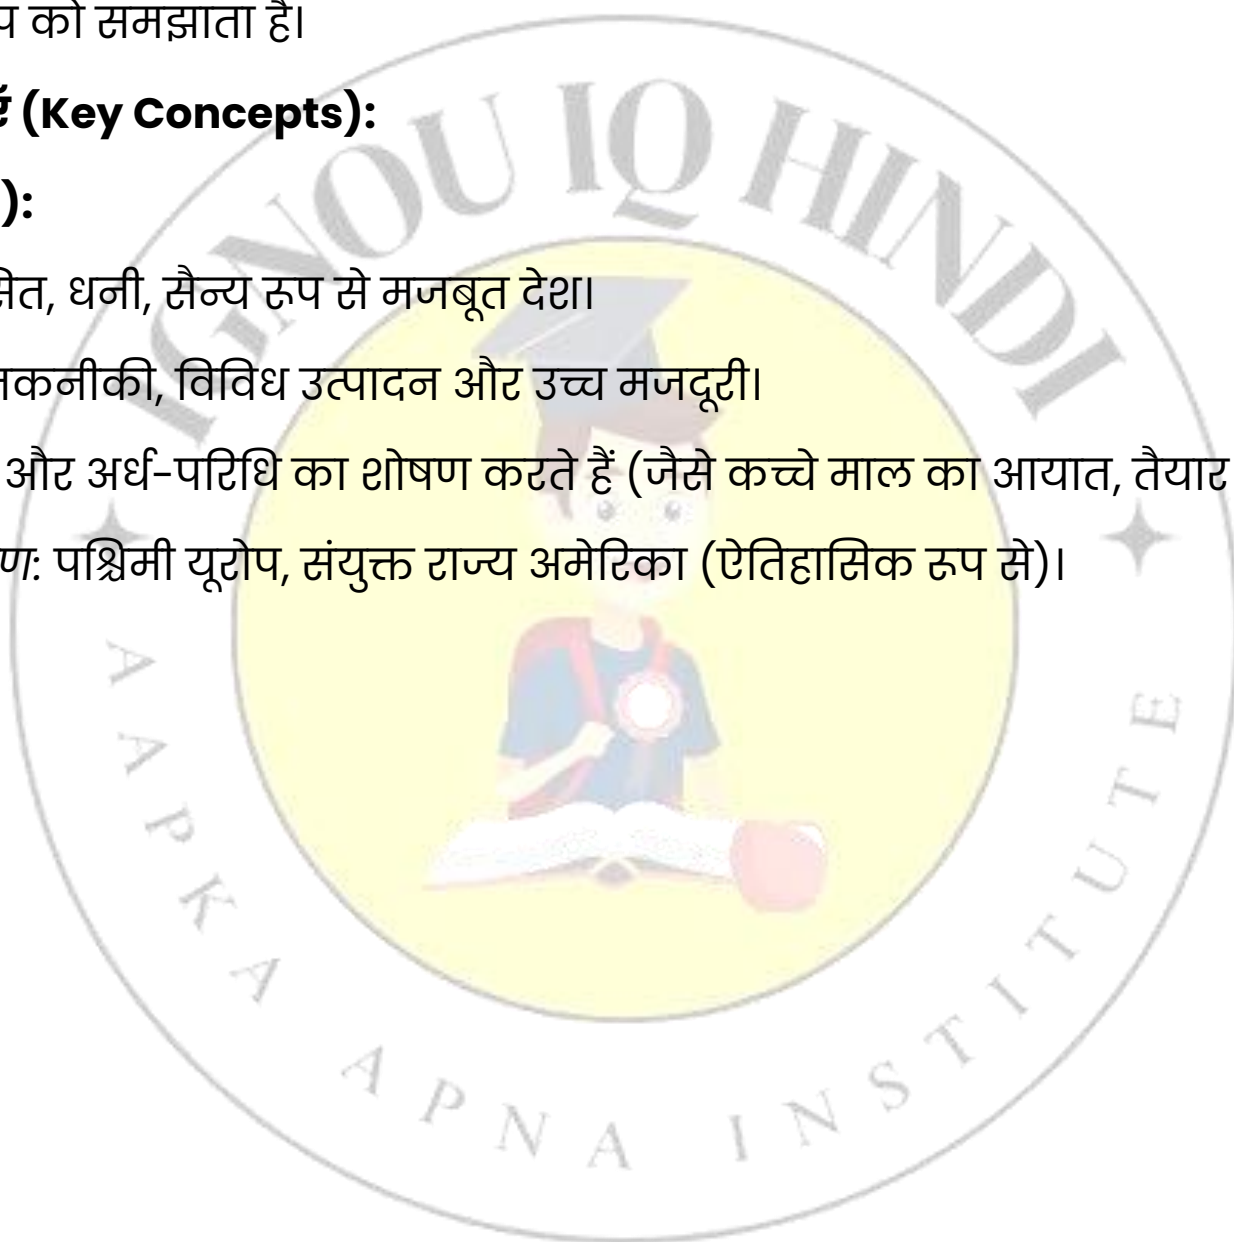 प को समझाता है।
एँ (Key Concepts):
):
सित, धनी, सैन्य रूप से मजबूत देश।
तकनीकी, विविध उत्पादन और उच्च मजदूरी।
और अर्ध-परिधि का शोषण करते हैं (जैसे कच्चे माल का आयात, तैयार
ण: पश्चिमी यूरोप, संयुक्त राज्य अमेरिका (ऐतिहासिक रूप से)।
IGNOU IQ HINDI
AAPKA APNA INSTITUTE